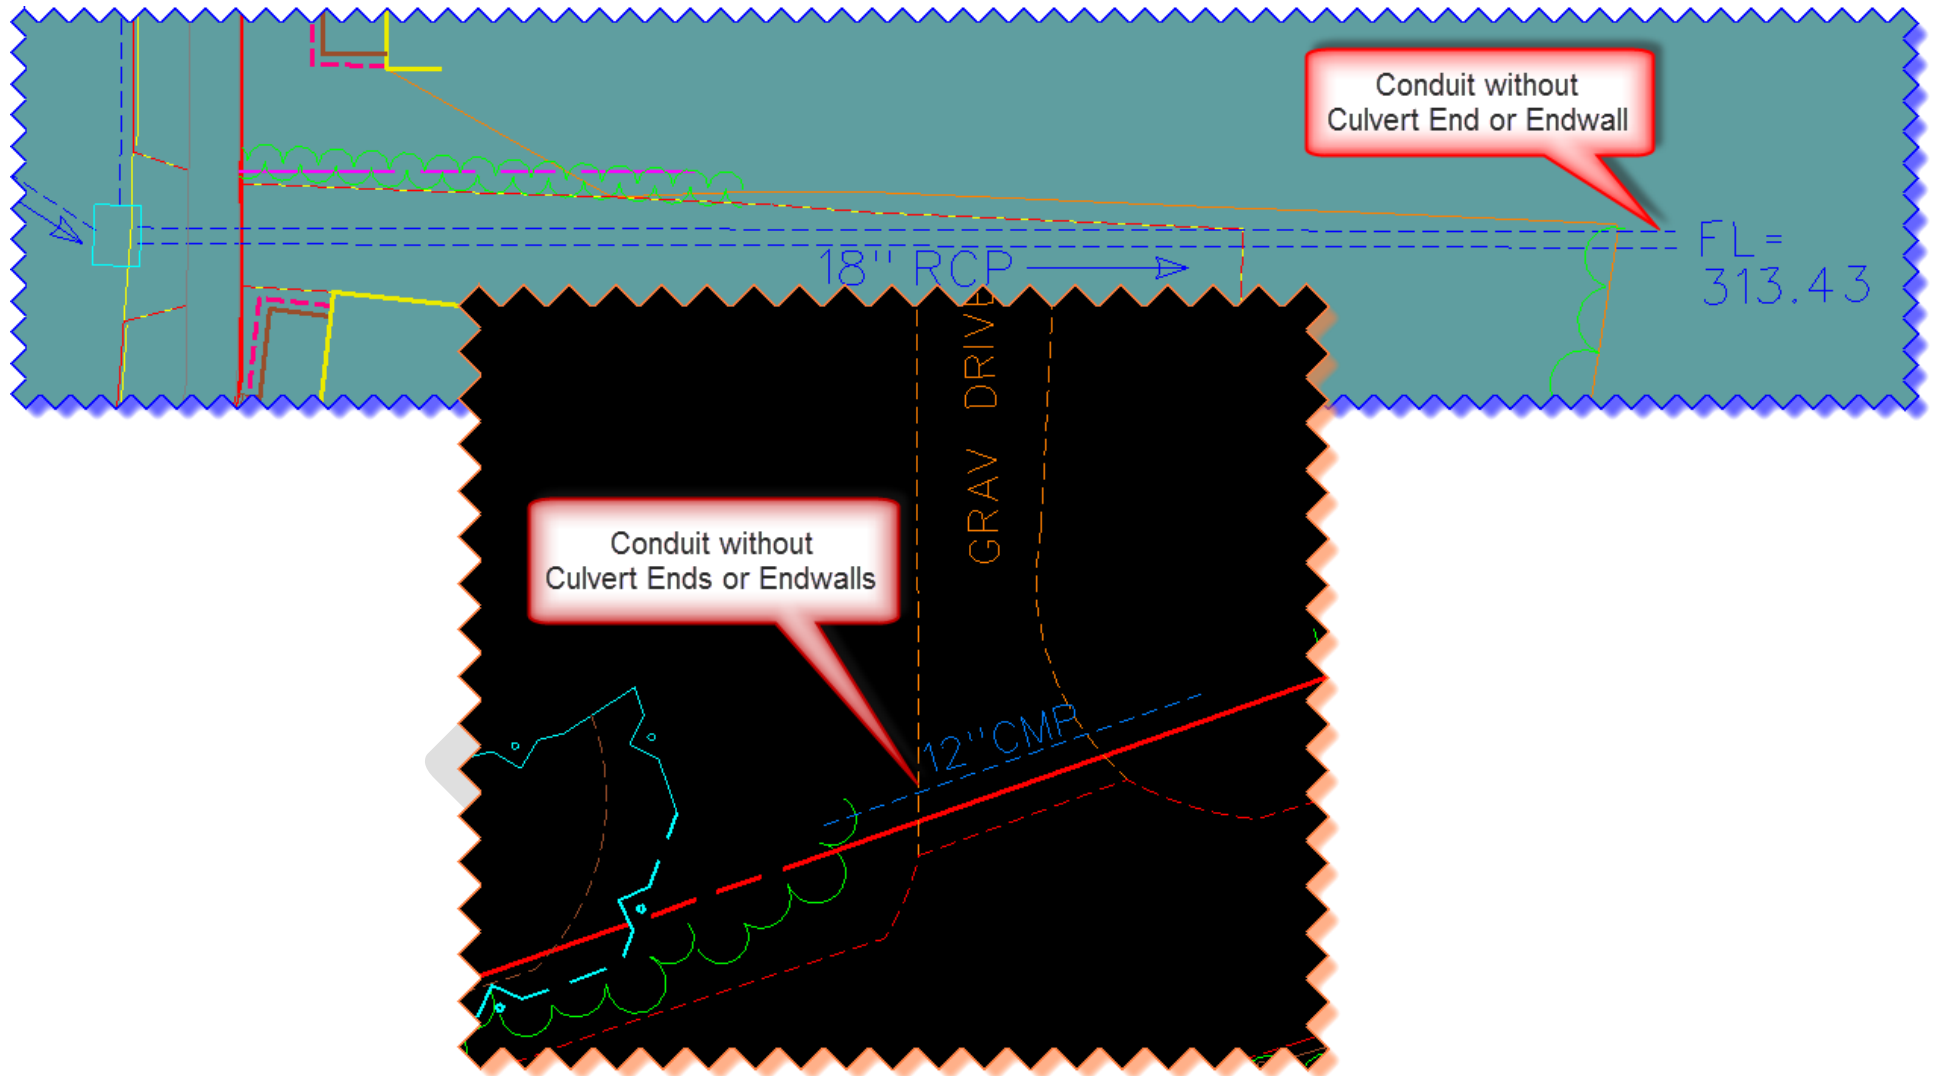 Conduit without
Culvert End or Endwall
FL=
313.43
18" RCP
GRAV DRIVE
Conduit without
Culvert Ends or Endwalls
12"CMP